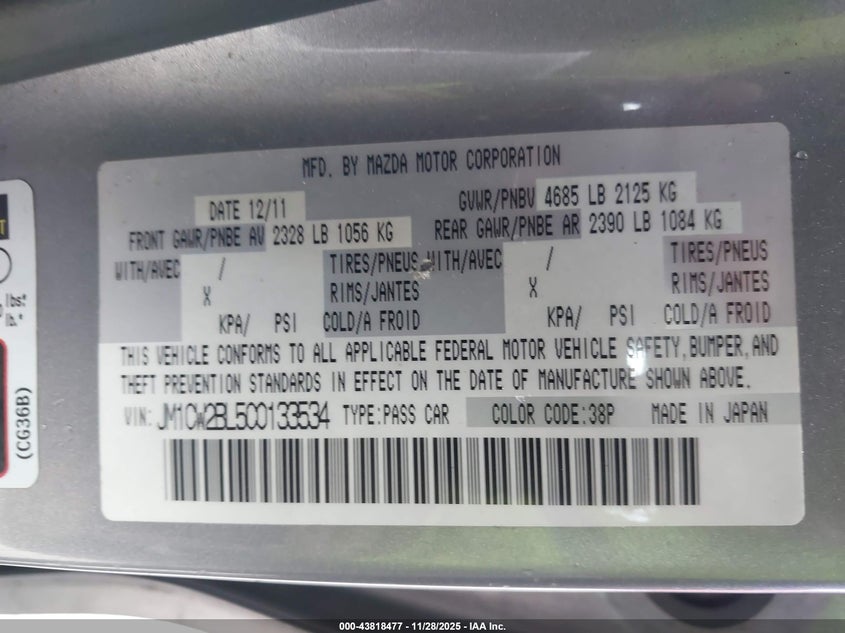 MFD. BY MAZDA MOTOR CORPORATION
DATE 12/11
GVWR/PNBV 4685 LB 2125 KG
FRONT GAWR/PNBE AV 2328 LB 1056 KG
REAR GAWR/PNBE AR 2390 LB 1084 KG
WITH/AVEC / TIRES/PNEUS WITH/AVEC / TIRES/PNEUS
X RIMS/JANTES X RIMS/JANTES
KPA/ PSI COLD/A FROID KPA/ PSI COLD/A FROID
THIS VEHICLE CONFORMS TO ALL APPLICABLE FEDERAL MOTOR VEHICLE SAFETY, BUMPER, AND
THEFT PREVENTION STANDARDS IN EFFECT ON THE DATE OF MANUFACTURE SHOWN ABOVE.
VIN: JM1CW2BL5C0133534 TYPE:PASS CAR COLOR CODE:38P MADE IN JAPAN
(CG36B)
000-43818477 - 11/28/2025 - IAA Inc.